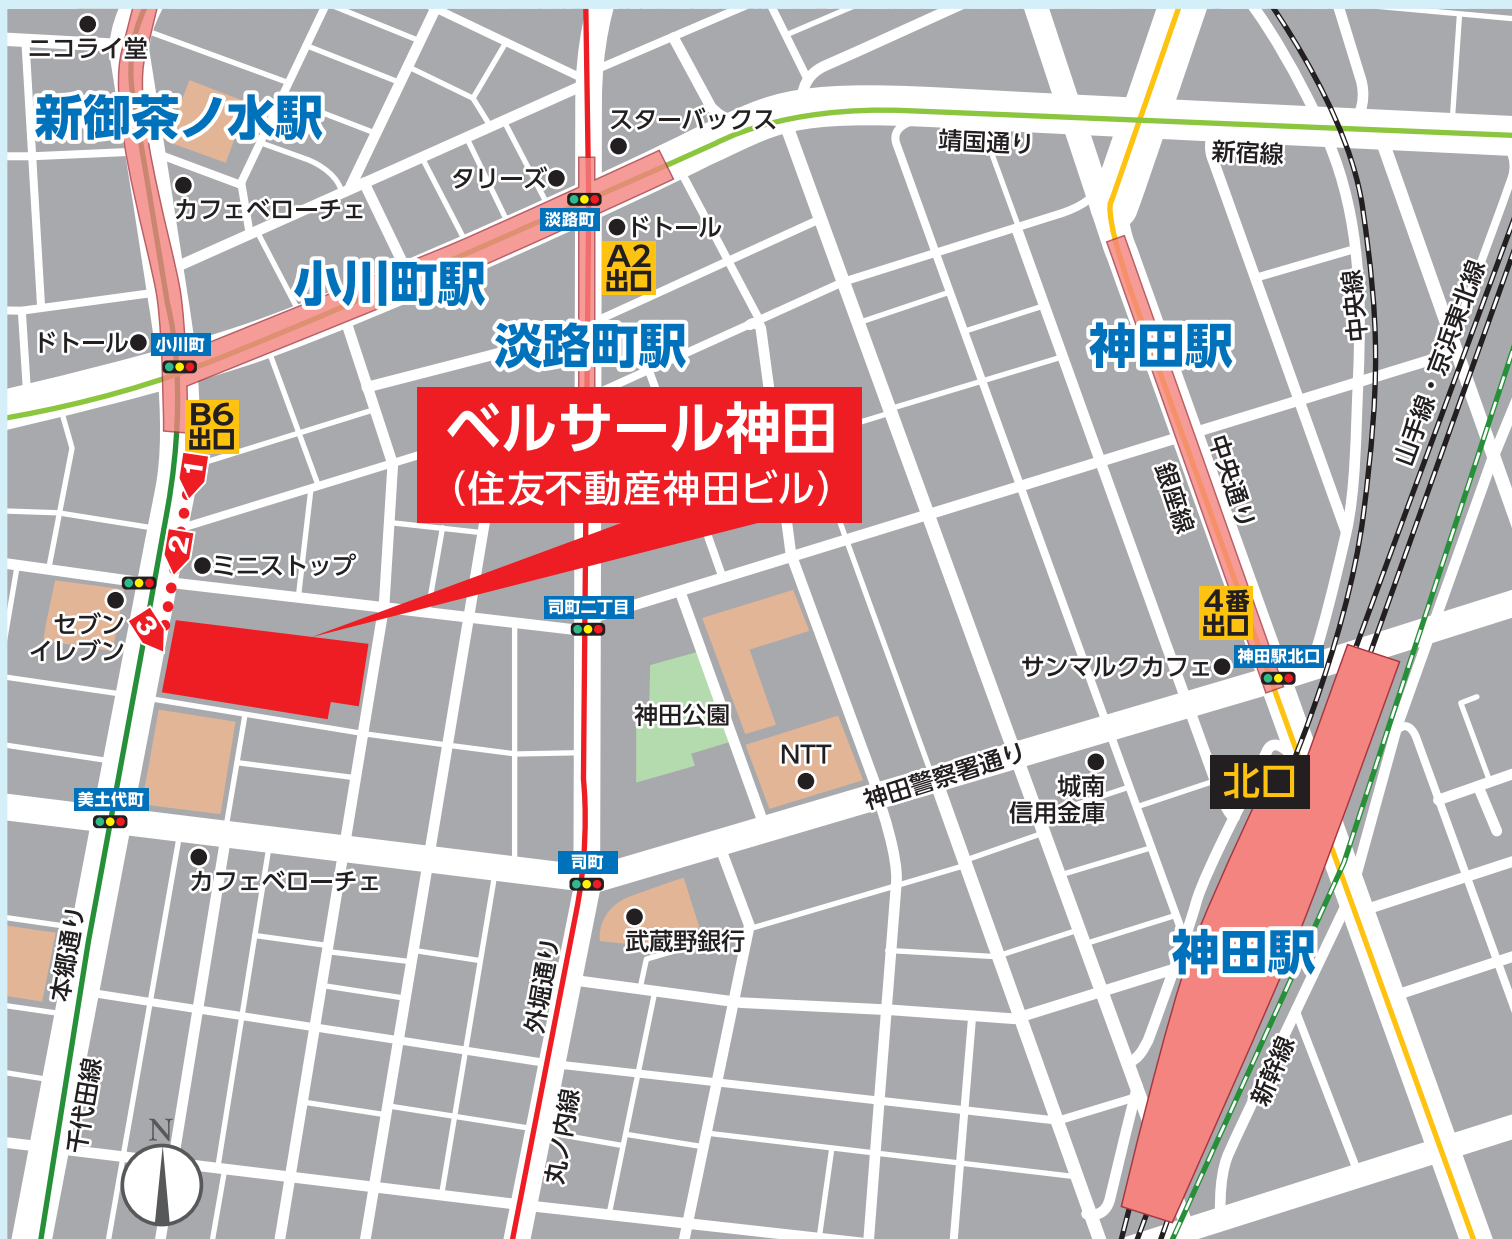 ニコライ堂
新御茶ノ水駅
カフェベローチェ
スターバックス
タリーズ
淡路町
ドトール
A2
出口
靖国通り
新宿線
小川町駅
淡路町駅
神田駅
中央線
山手線・京浜東北線
ドトール
小川町
B6
出口
ベルサール神田
(住友不動産神田ビル)
中央通り
銀座線
1
2
3
ミニストップ
セブン
イレブン
司町二丁目
4番
出口
神田駅北口
サンマルクカフェ
神田公園
NTT
神田警察署通り
城南
信用金庫
北口
美土代町
カフェベローチェ
司町
武蔵野銀行
神田駅
本郷通り
外堀通り
千代田線
丸ノ内線
新幹線
N